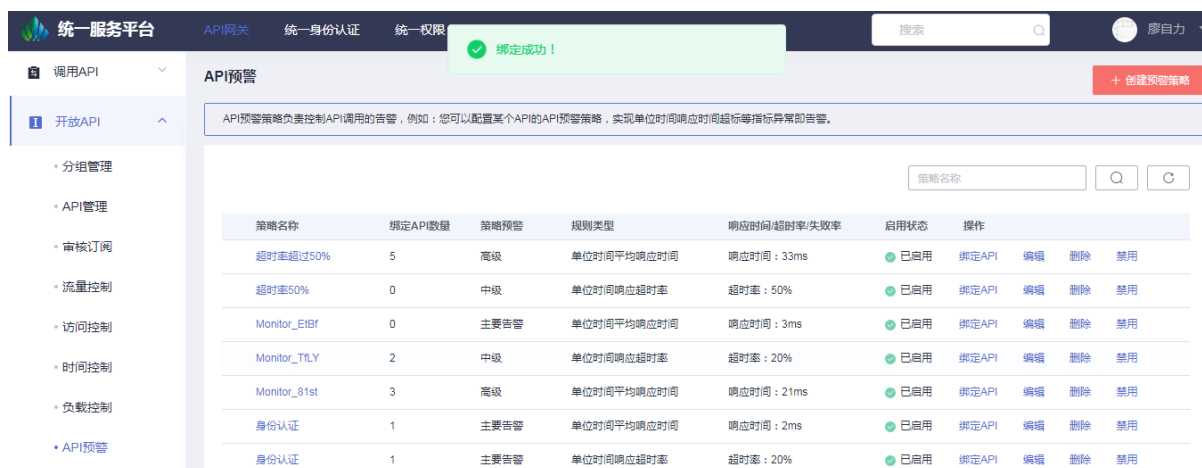 统一服务平台 API网关 统一身份认证 统一权限 搜索 廖自力
绑定成功！
调用API
API预警
+ 创建预警策略
开放API
API预警策略负责控制API调用的告警，例如：您可以配置某个API的API预警策略，实现单位时间响应时间超标等指标异常即告警。
分组管理
策略名称
API管理
策略名称 绑定API数量 策略预警 规则类型 响应时间/超时率/失败率 启用状态 操作
审核订阅
超时率超过50% 5 高级 单位时间平均响应时间 响应时间：33ms 已启用 绑定API 编辑 删除 禁用
流量控制
超时率50% 0 中级 单位时间响应超时率 超时率：50% 已启用 绑定API 编辑 删除 禁用
访问控制
Monitor_EtBf 0 主要告警 单位时间平均响应时间 响应时间：3ms 已启用 绑定API 编辑 删除 禁用
时间控制
Monitor_TfLY 2 中级 单位时间响应超时率 超时率：20% 已启用 绑定API 编辑 删除 禁用
负载控制
Monitor_81st 3 高级 单位时间平均响应时间 响应时间：21ms 已启用 绑定API 编辑 删除 禁用
身份认证 1 主要告警 单位时间平均响应时间 响应时间：2ms 已启用 绑定API 编辑 删除 禁用
API预警
身份认证 1 主要告警 单位时间响应超时率 超时率：20% 已启用 绑定API 编辑 删除 禁用